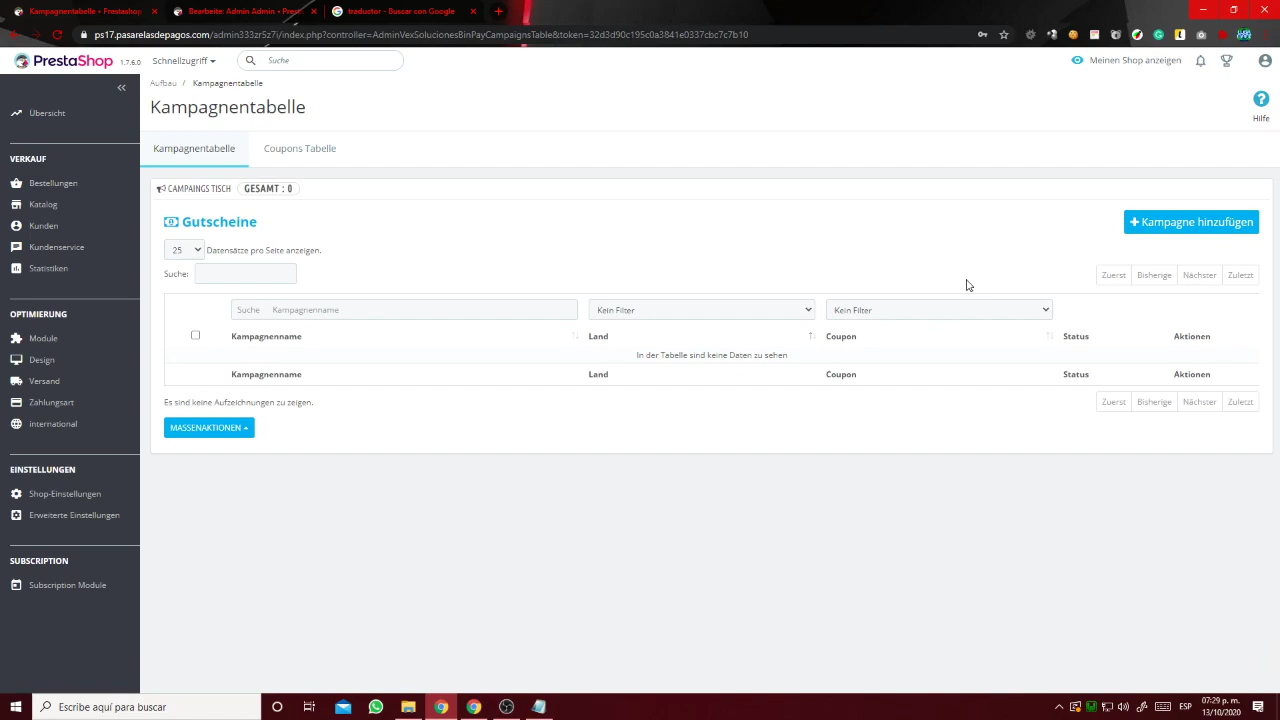 Kampagnentabelle • Prestashop
Bearbeite: Admin Admin • Prest
traductor - Buscar con Google
ps17.pasarelasdepagos.com/admin333zr5z7i/index.php?controller=AdminVexSolucionesBinPayCampaignsTable&token=32d3d90c195c0a3841e0337cbc7c7b10
PrestaShop 1.7.6.0 Schnellzugriff Suche Meinen Shop anzeigen
Aufbau / Kampagnentabelle
Kampagnentabelle
Hilfe
Übersicht
VERKAUF
Bestellungen
Katalog
Kunden
Kundenservice
Statistiken
OPTIMIERUNG
Module
Design
Versand
Zahlungsart
international
EINSTELLUNGEN
Shop-Einstellungen
Erweiterte Einstellungen
SUBSCRIPTION
Subscription Module
Kampagnentabelle Coupons Tabelle
CAMPAINGS TISCH GESAMT : 0
Gutscheine
Kampagne hinzufügen
25 Datensätze pro Seite anzeigen.
Suche:
Zuerst Bisherige Nächster Zuletzt
Suche Kampagnenname Kein Filter Kein Filter
Kampagnenname Land Coupon Status Aktionen
In der Tabelle sind keine Daten zu sehen
Kampagnenname Land Coupon Status Aktionen
Es sind keine Aufzeichnungen zu zeigen.
Zuerst Bisherige Nächster Zuletzt
MASSENAKTIONEN
Escribe aquí para buscar
ESP
07:29 p. m.
13/10/2020